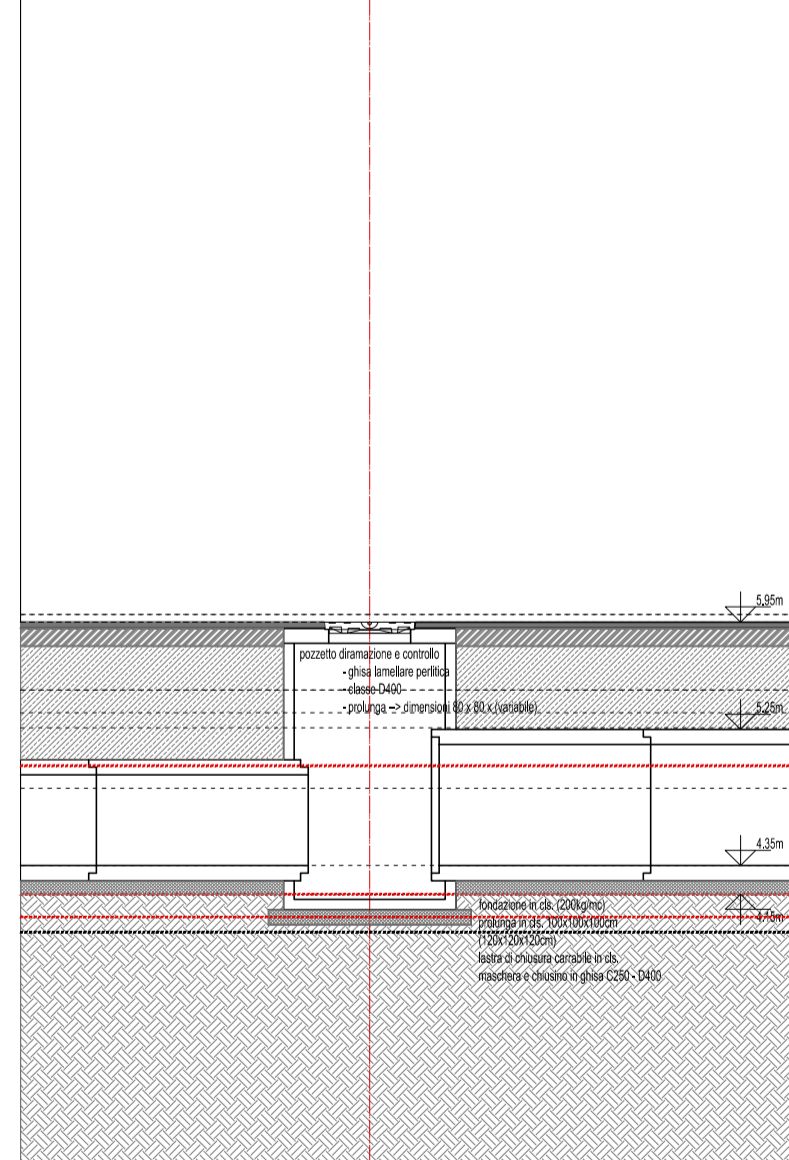 5.95m
pozzetto diramazione e controllo
- ghisa lamellare perlitica
- classe D400
- prolunga --> dimensioni 80 x 80 x (variabile)
5.25m
4.35m
4.15m
fondazione in cls. (200kg/mc)
prolunga in cls. 100x100x100cm
(120x120x120cm)
lastra di chiusura carrabile in cls.
maschera e chiusino in ghisa C250 - D400